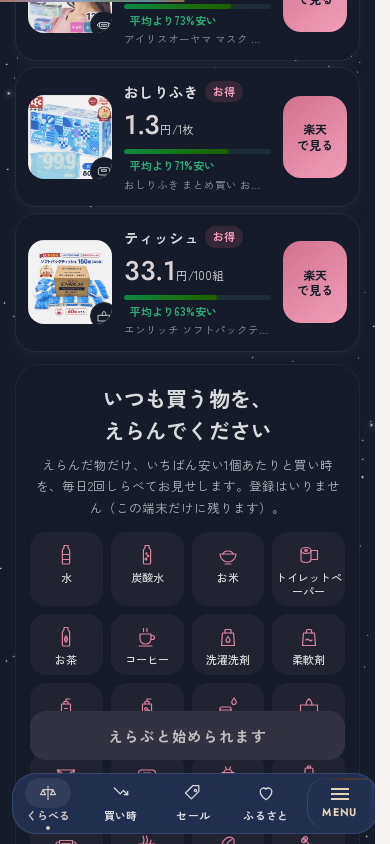 で見る
平均より73%安い
アイリスオーヤマ マスク …
おしりふき お得
1.3円/1枚
楽天
で見る
平均より71%安い
おしりふき まとめ買い お…
ティッシュ お得
33.1円/100組
楽天
で見る
平均より63%安い
エンリッチ ソフトパックテ…
いつも買う物を、
えらんでください
えらんだ物だけ、いちばん安い1個あたりと買い時
を、毎日2回しらべてお見せします。登録はいりませ
ん（この端末だけに残ります）。
水 炭酸水 お米 トイレットペ
ーパー
お茶 コーヒー 洗濯洗剤 柔軟剤
えらぶと始められます
くらべる 買い時 セール ふるさと MENU